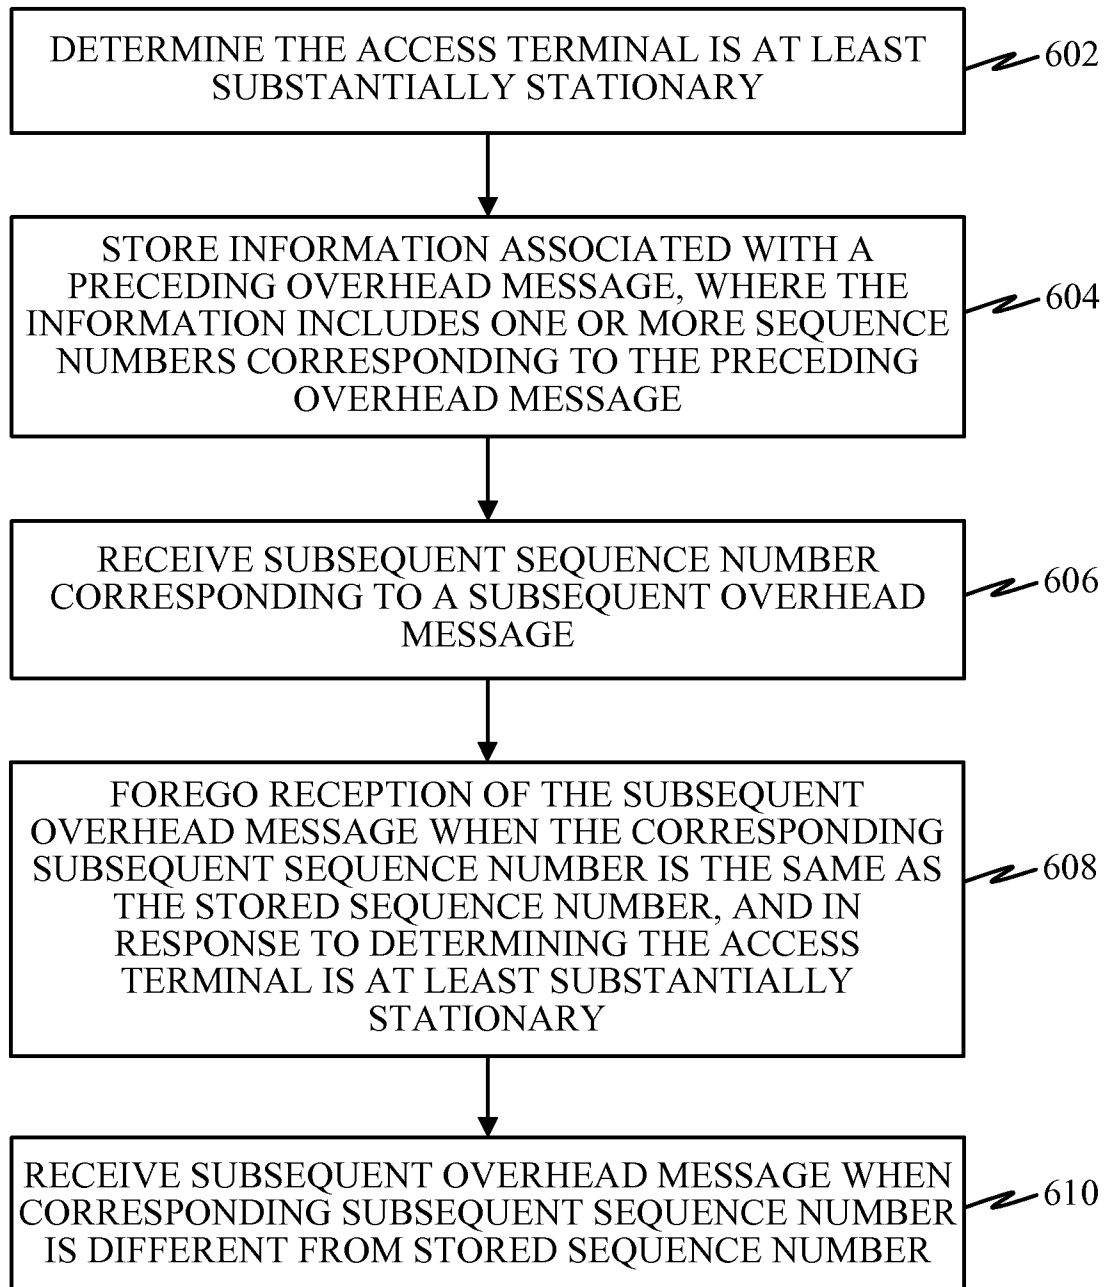 DETERMINE THE ACCESS TERMINAL IS AT LEAST
SUBSTANTIALLY STATIONARY
602
STORE INFORMATION ASSOCIATED WITH A
PRECEDING OVERHEAD MESSAGE, WHERE THE
INFORMATION INCLUDES ONE OR MORE SEQUENCE
NUMBERS CORRESPONDING TO THE PRECEDING
OVERHEAD MESSAGE
604
RECEIVE SUBSEQUENT SEQUENCE NUMBER
CORRESPONDING TO A SUBSEQUENT OVERHEAD
MESSAGE
606
FOREGO RECEPTION OF THE SUBSEQUENT
OVERHEAD MESSAGE WHEN THE CORRESPONDING
SUBSEQUENT SEQUENCE NUMBER IS THE SAME AS
THE STORED SEQUENCE NUMBER, AND IN
RESPONSE TO DETERMINING THE ACCESS
TERMINAL IS AT LEAST SUBSTANTIALLY
STATIONARY
608
RECEIVE SUBSEQUENT OVERHEAD MESSAGE WHEN
CORRESPONDING SUBSEQUENT SEQUENCE NUMBER
IS DIFFERENT FROM STORED SEQUENCE NUMBER
610